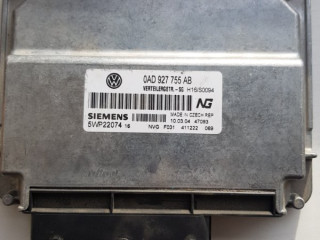 0AD 927 755 AB
VERTEILERGETR. - SG H15/50094
NG
SIEMENS
MADE IN CZECH REP
10.03.04 47093
5WP22074 16
NVG F031 411222 089